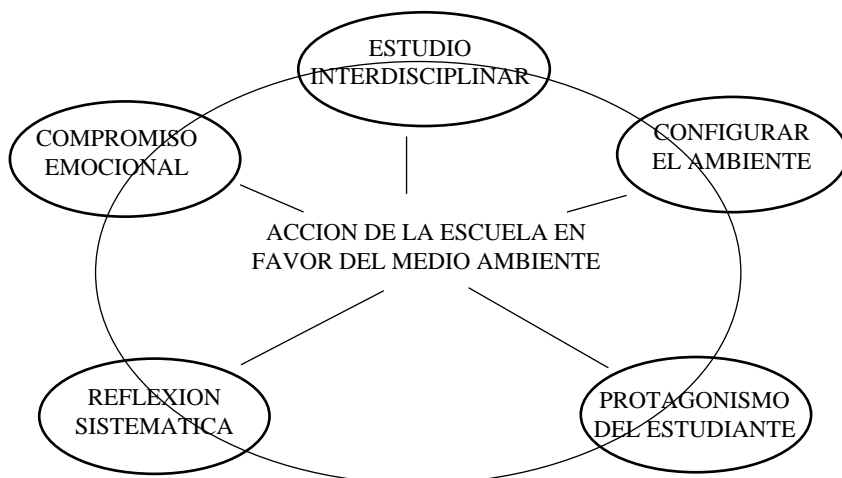 ESTUDIO
INTERDISCIPLINAR
COMPROMISO
EMOCIONAL
CONFIGURAR
EL AMBIENTE
ACCION DE LA ESCUELA EN
FAVOR DEL MEDIO AMBIENTE
REFLEXION
SISTEMATICA
PROTAGONISMO
DEL ESTUDIANTE